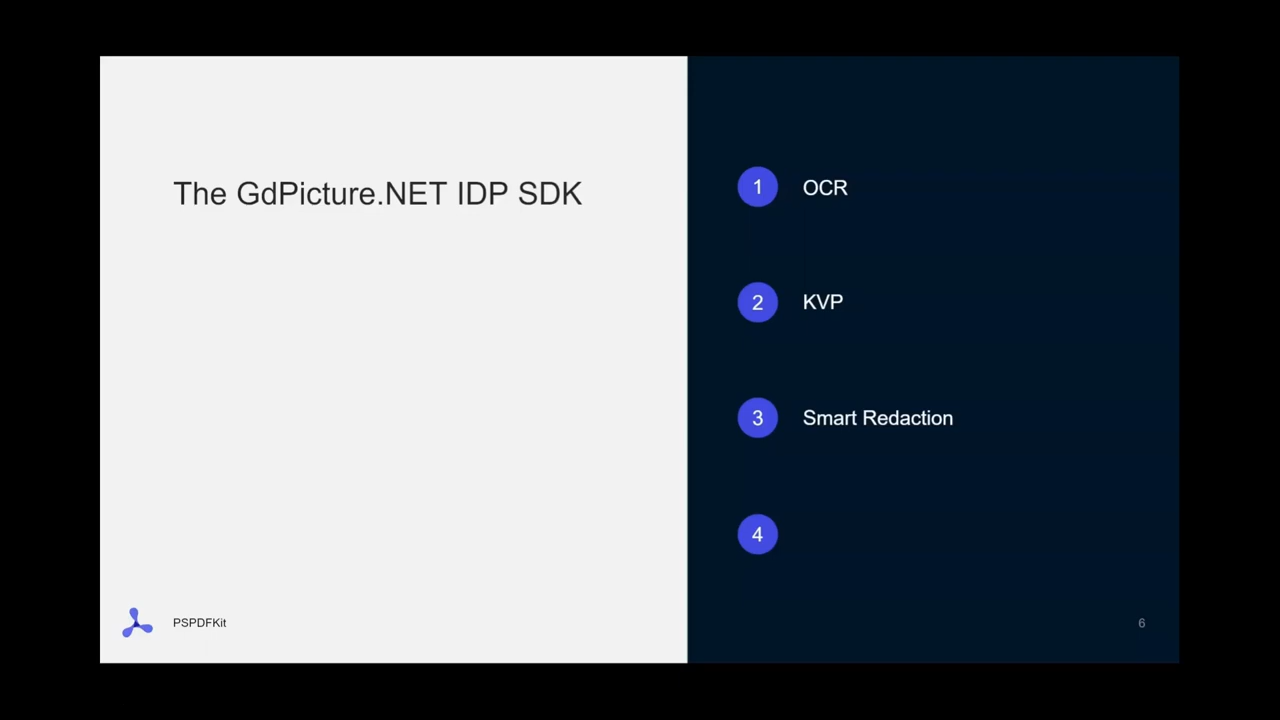 The GdPicture.NET IDP SDK
1 OCR
2 KVP
3 Smart Redaction
4
PSPDFKit
6